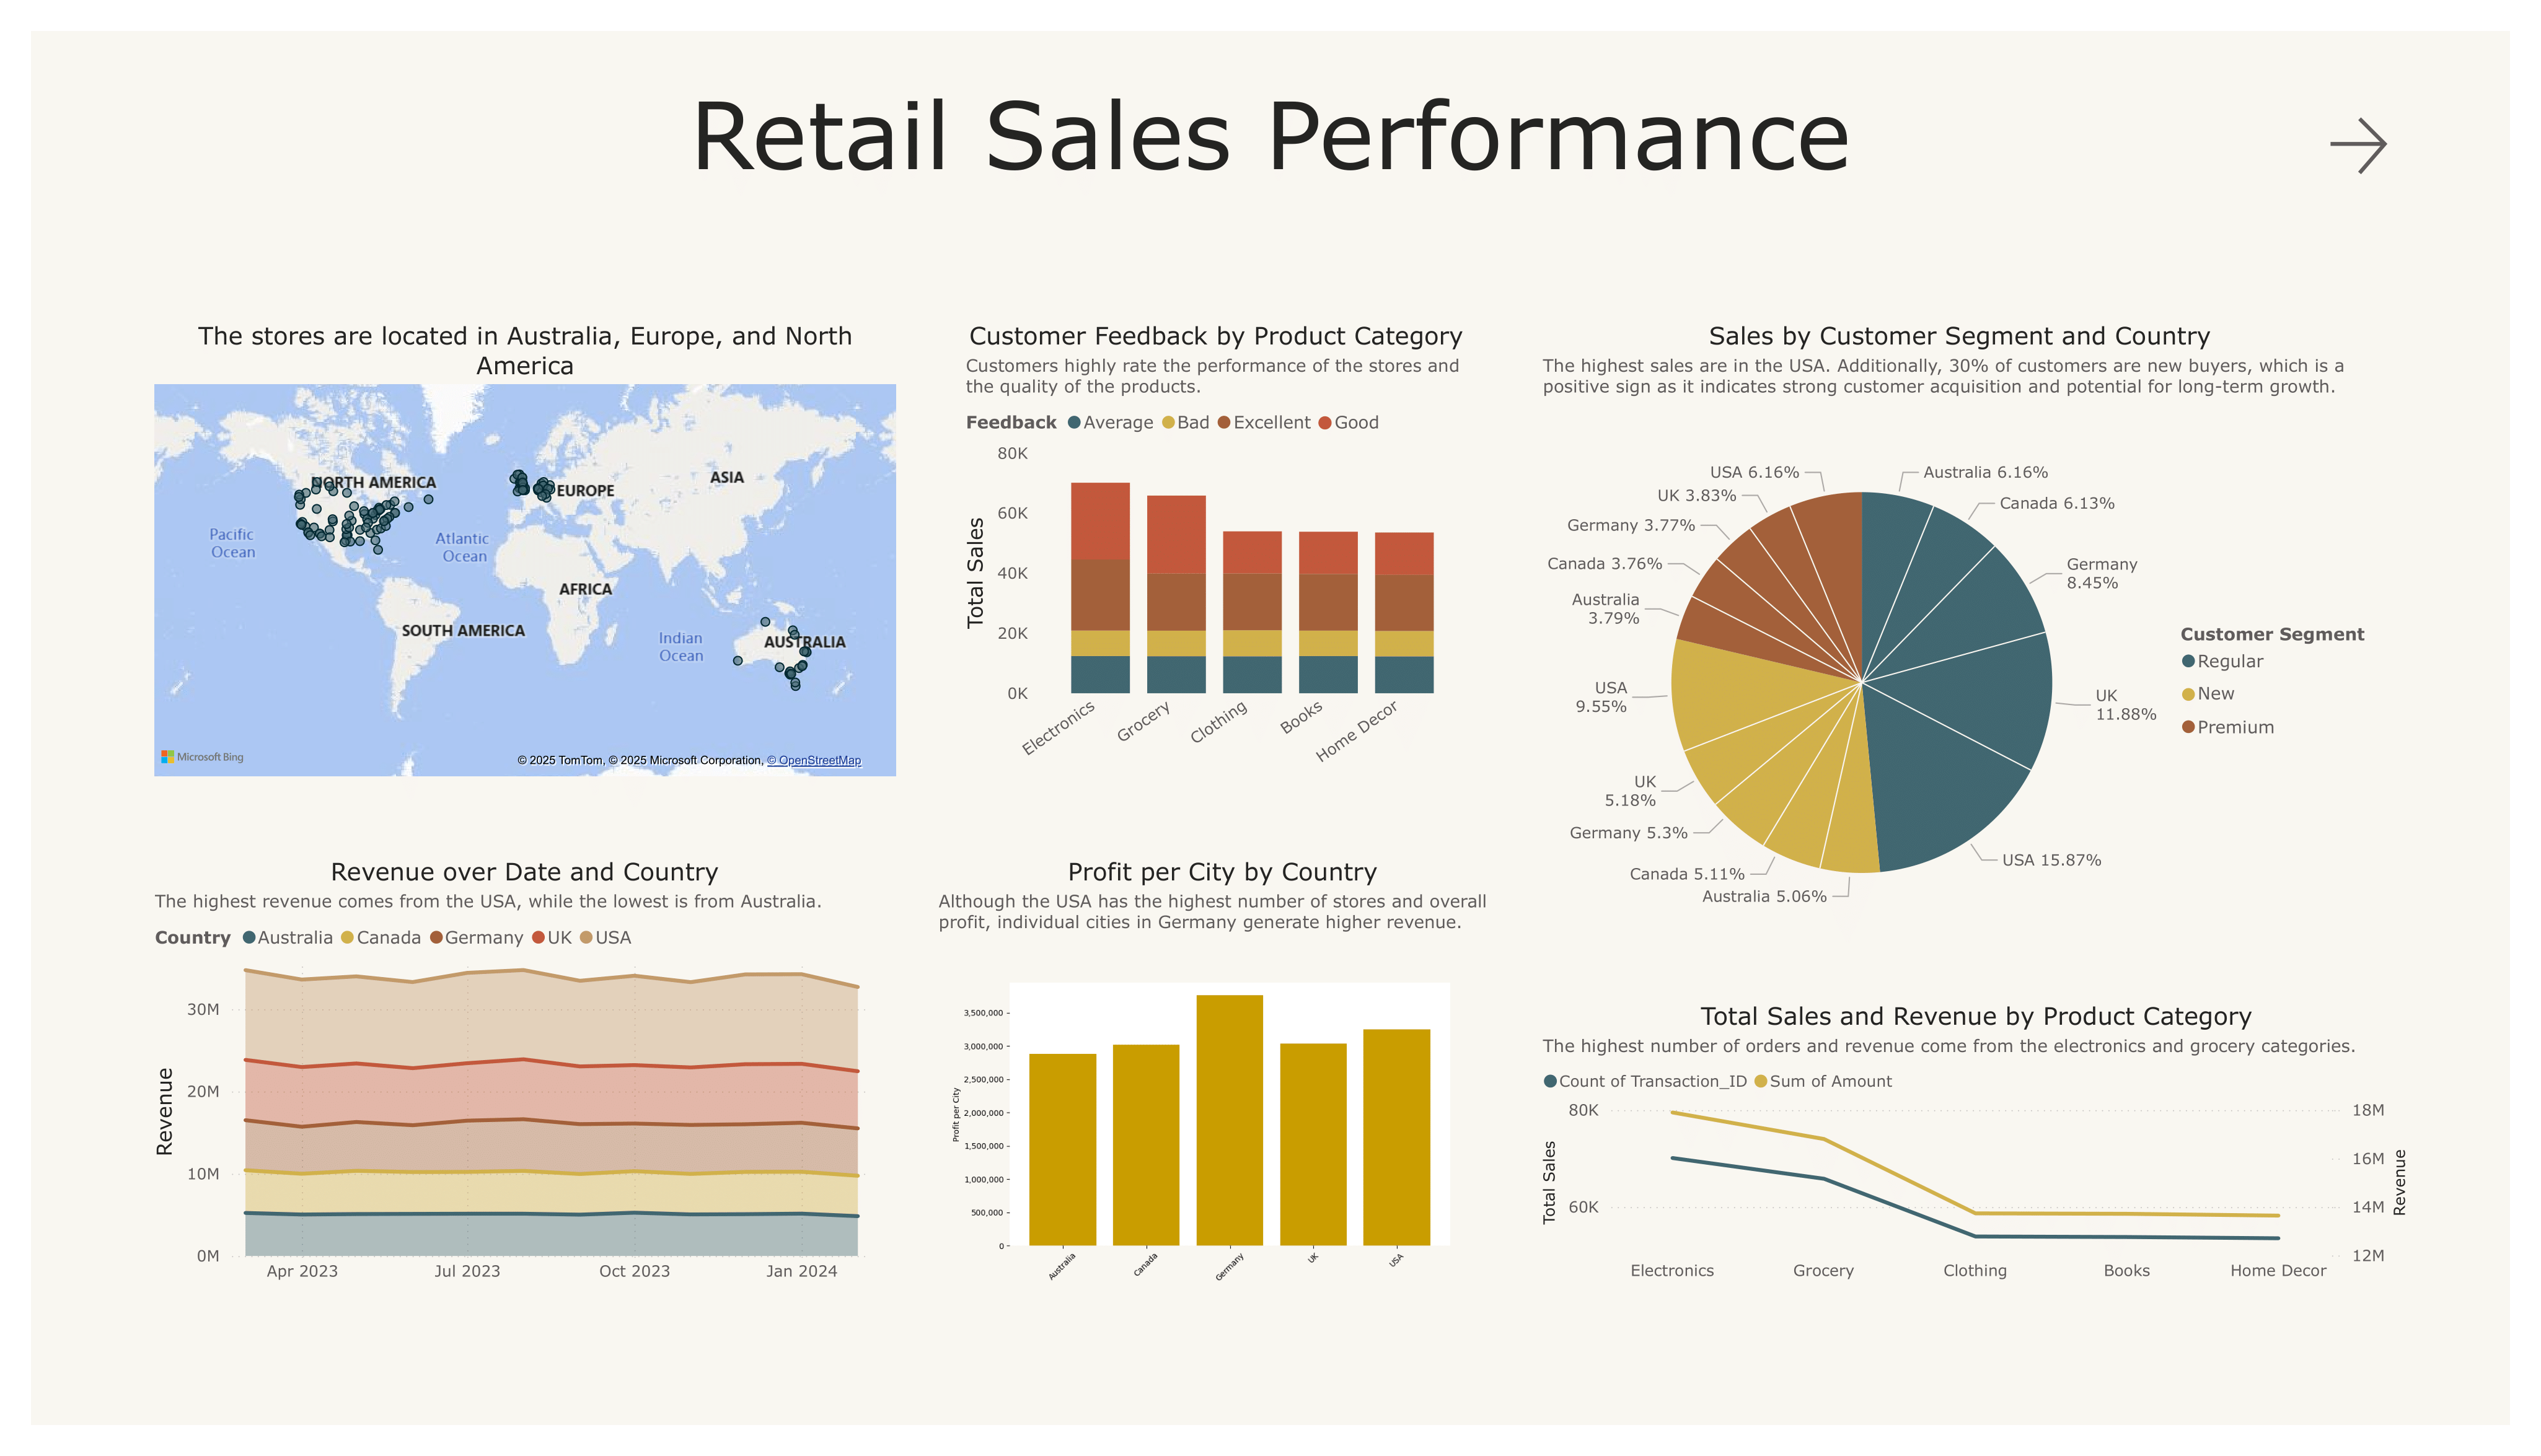 Retail Sales Performance
The stores are located in Australia, Europe, and North
America
NORTH AMERICA
EUROPE
ASIA
Pacific
Ocean
Atlantic
Ocean
AFRICA
SOUTH AMERICA
Indian
Ocean
AUSTRALIA
Microsoft Bing
© 2025 TomTom, © 2025 Microsoft Corporation, © OpenStreetMap
Customer Feedback by Product Category
Customers highly rate the performance of the stores and
the quality of the products.
Feedback Average Bad Excellent Good
Total Sales
80K
60K
40K
20K
0K
Electronics
Grocery
Clothing
Books
Home Decor
Sales by Customer Segment and Country
The highest sales are in the USA. Additionally, 30% of customers are new buyers, which is a
positive sign as it indicates strong customer acquisition and potential for long-term growth.
Australia 6.16%
Canada 6.13%
Germany
8.45%
UK
11.88%
USA 15.87%
Australia 5.06%
Canada 5.11%
Germany 5.3%
UK
5.18%
USA
9.55%
Australia
3.79%
Canada 3.76%
Germany 3.77%
UK 3.83%
USA 6.16%
Customer Segment
Regular
New
Premium
Revenue over Date and Country
The highest revenue comes from the USA, while the lowest is from Australia.
Country Australia Canada Germany UK USA
Revenue
30M
20M
10M
0M
Apr 2023
Jul 2023
Oct 2023
Jan 2024
Profit per City by Country
Although the USA has the highest number of stores and overall
profit, individual cities in Germany generate higher revenue.
Profit per City
3,500,000
3,000,000
2,500,000
2,000,000
1,500,000
1,000,000
500,000
0
Australia
Canada
Germany
UK
USA
Total Sales and Revenue by Product Category
The highest number of orders and revenue come from the electronics and grocery categories.
Count of Transaction_ID Sum of Amount
Total Sales
80K
60K
18M
16M
14M
12M
Revenue
Electronics
Grocery
Clothing
Books
Home Decor